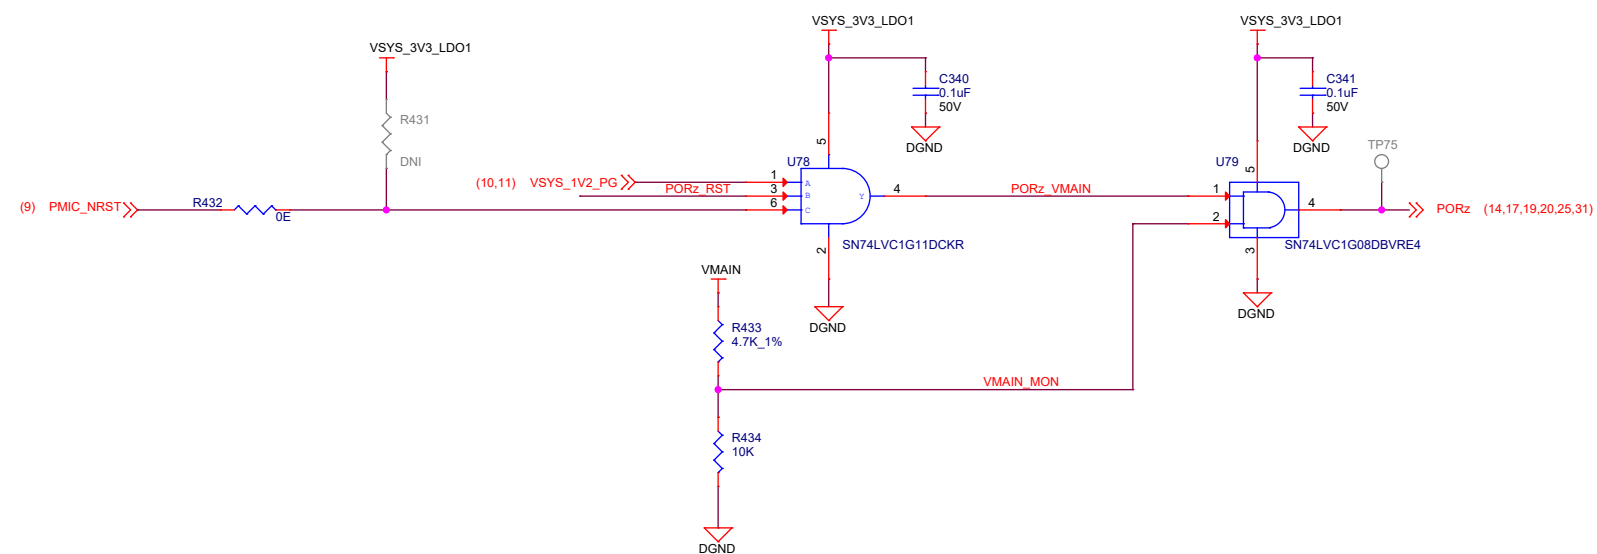 VSYS_3V3_LDO1
VSYS_3V3_LDO1
VSYS_3V3_LDO1
C340
0.1uF
50V
DGND
C341
0.1uF
50V
DGND
R431
DNI
TP75
5
U78
5
U79
(10,11) VSYS_1V2_PG
1
A
PORz_RST
3
B
6
C
Y
4
PORz_VMAIN
1
2
4
PORz (14,17,19,20,25,31)
(9) PMIC_NRST
R432
0E
2
SN74LVC1G11DCKR
3
SN74LVC1G08DBVRE4
VMAIN
DGND
DGND
R433
4.7K_1%
VMAIN_MON
R434
10K
DGND